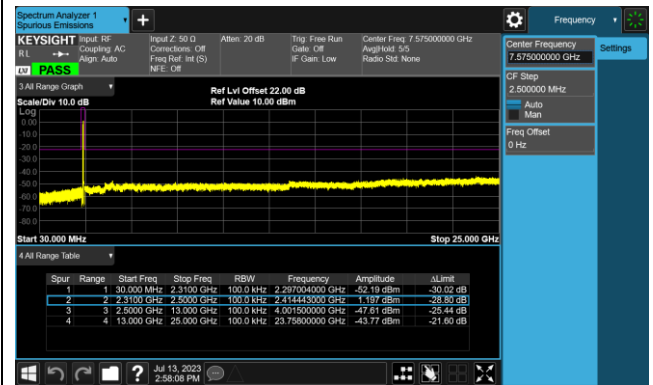 Spectrum Analyzer 1
Spurious Emissions
Frequency
KEYSIGHT Input: RF Input Z: 50 Ω Atten: 20 dB Trig: Free Run Center Freq: 7.575000000 GHz
RL Coupling: AC Corrections: Off Gate: Off Avg|Hold: 5/5
Align: Auto Freq Ref: Int (S) IF Gain: Low Radio Std: None
NFE: Off
LXI PASS
Center Frequency
7.575000000 GHz
Settings
CF Step
2.500000 MHz
Auto
Man
Freq Offset
0 Hz
3 All Range Graph
Ref Lvl Offset 22.00 dB
Scale/Div 10.0 dB Ref Value 10.00 dBm
Log
0.00
-10.0
-20.0
-30.0
-40.0
-50.0
-60.0
-70.0
-80.0
Start 30.000 MHz Stop 25.000 GHz
4 All Range Table
Spur Range Start Freq Stop Freq RBW Frequency Amplitude ΔLimit
1 1 30.000 MHz 2.3100 GHz 100.0 kHz 2.297004000 GHz -52.19 dBm -30.02 dB
2 2 2.3100 GHz 2.5000 GHz 100.0 kHz 2.414443000 GHz 1.197 dBm -28.80 dB
3 3 2.5000 GHz 13.000 GHz 100.0 kHz 4.001500000 GHz -47.61 dBm -25.44 dB
4 4 13.000 GHz 25.000 GHz 100.0 kHz 23.75800000 GHz -43.77 dBm -21.60 dB
Jul 13, 2023
2:58:08 PM